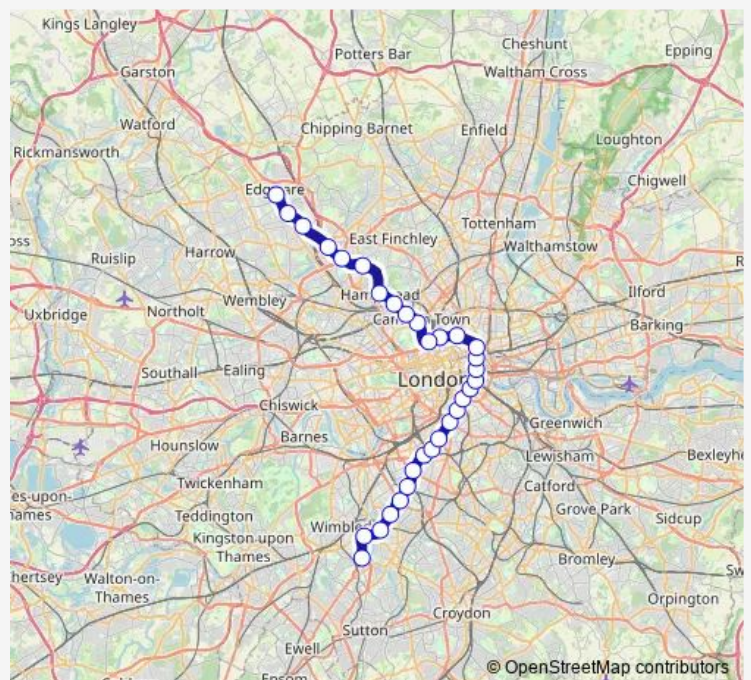 Kings Langley
Cheshunt
Epping
Potters Bar
Garston
Waltham Cross
Watford
Chipping Barnet
Enfield
Loughton
Rickmansworth
Chigwell
Edgware
Tottenham
East Finchley
Walthamstow
Harrow
Ruislip
Ilford
Wembley
Northolt
Uxbridge
Barking
Southall
Ealing
London
Chiswick
Greenwich
Barnes
Hounslow
Lewisham
Bexleyhe
Twickenham
Catford
Grove Park
Teddington
Sidcup
Kingston upon
Thames
Bromley
Walton-on-
Thames
Orpington
Croydon
Sutton
Ewell
© OpenStreetMap contributors